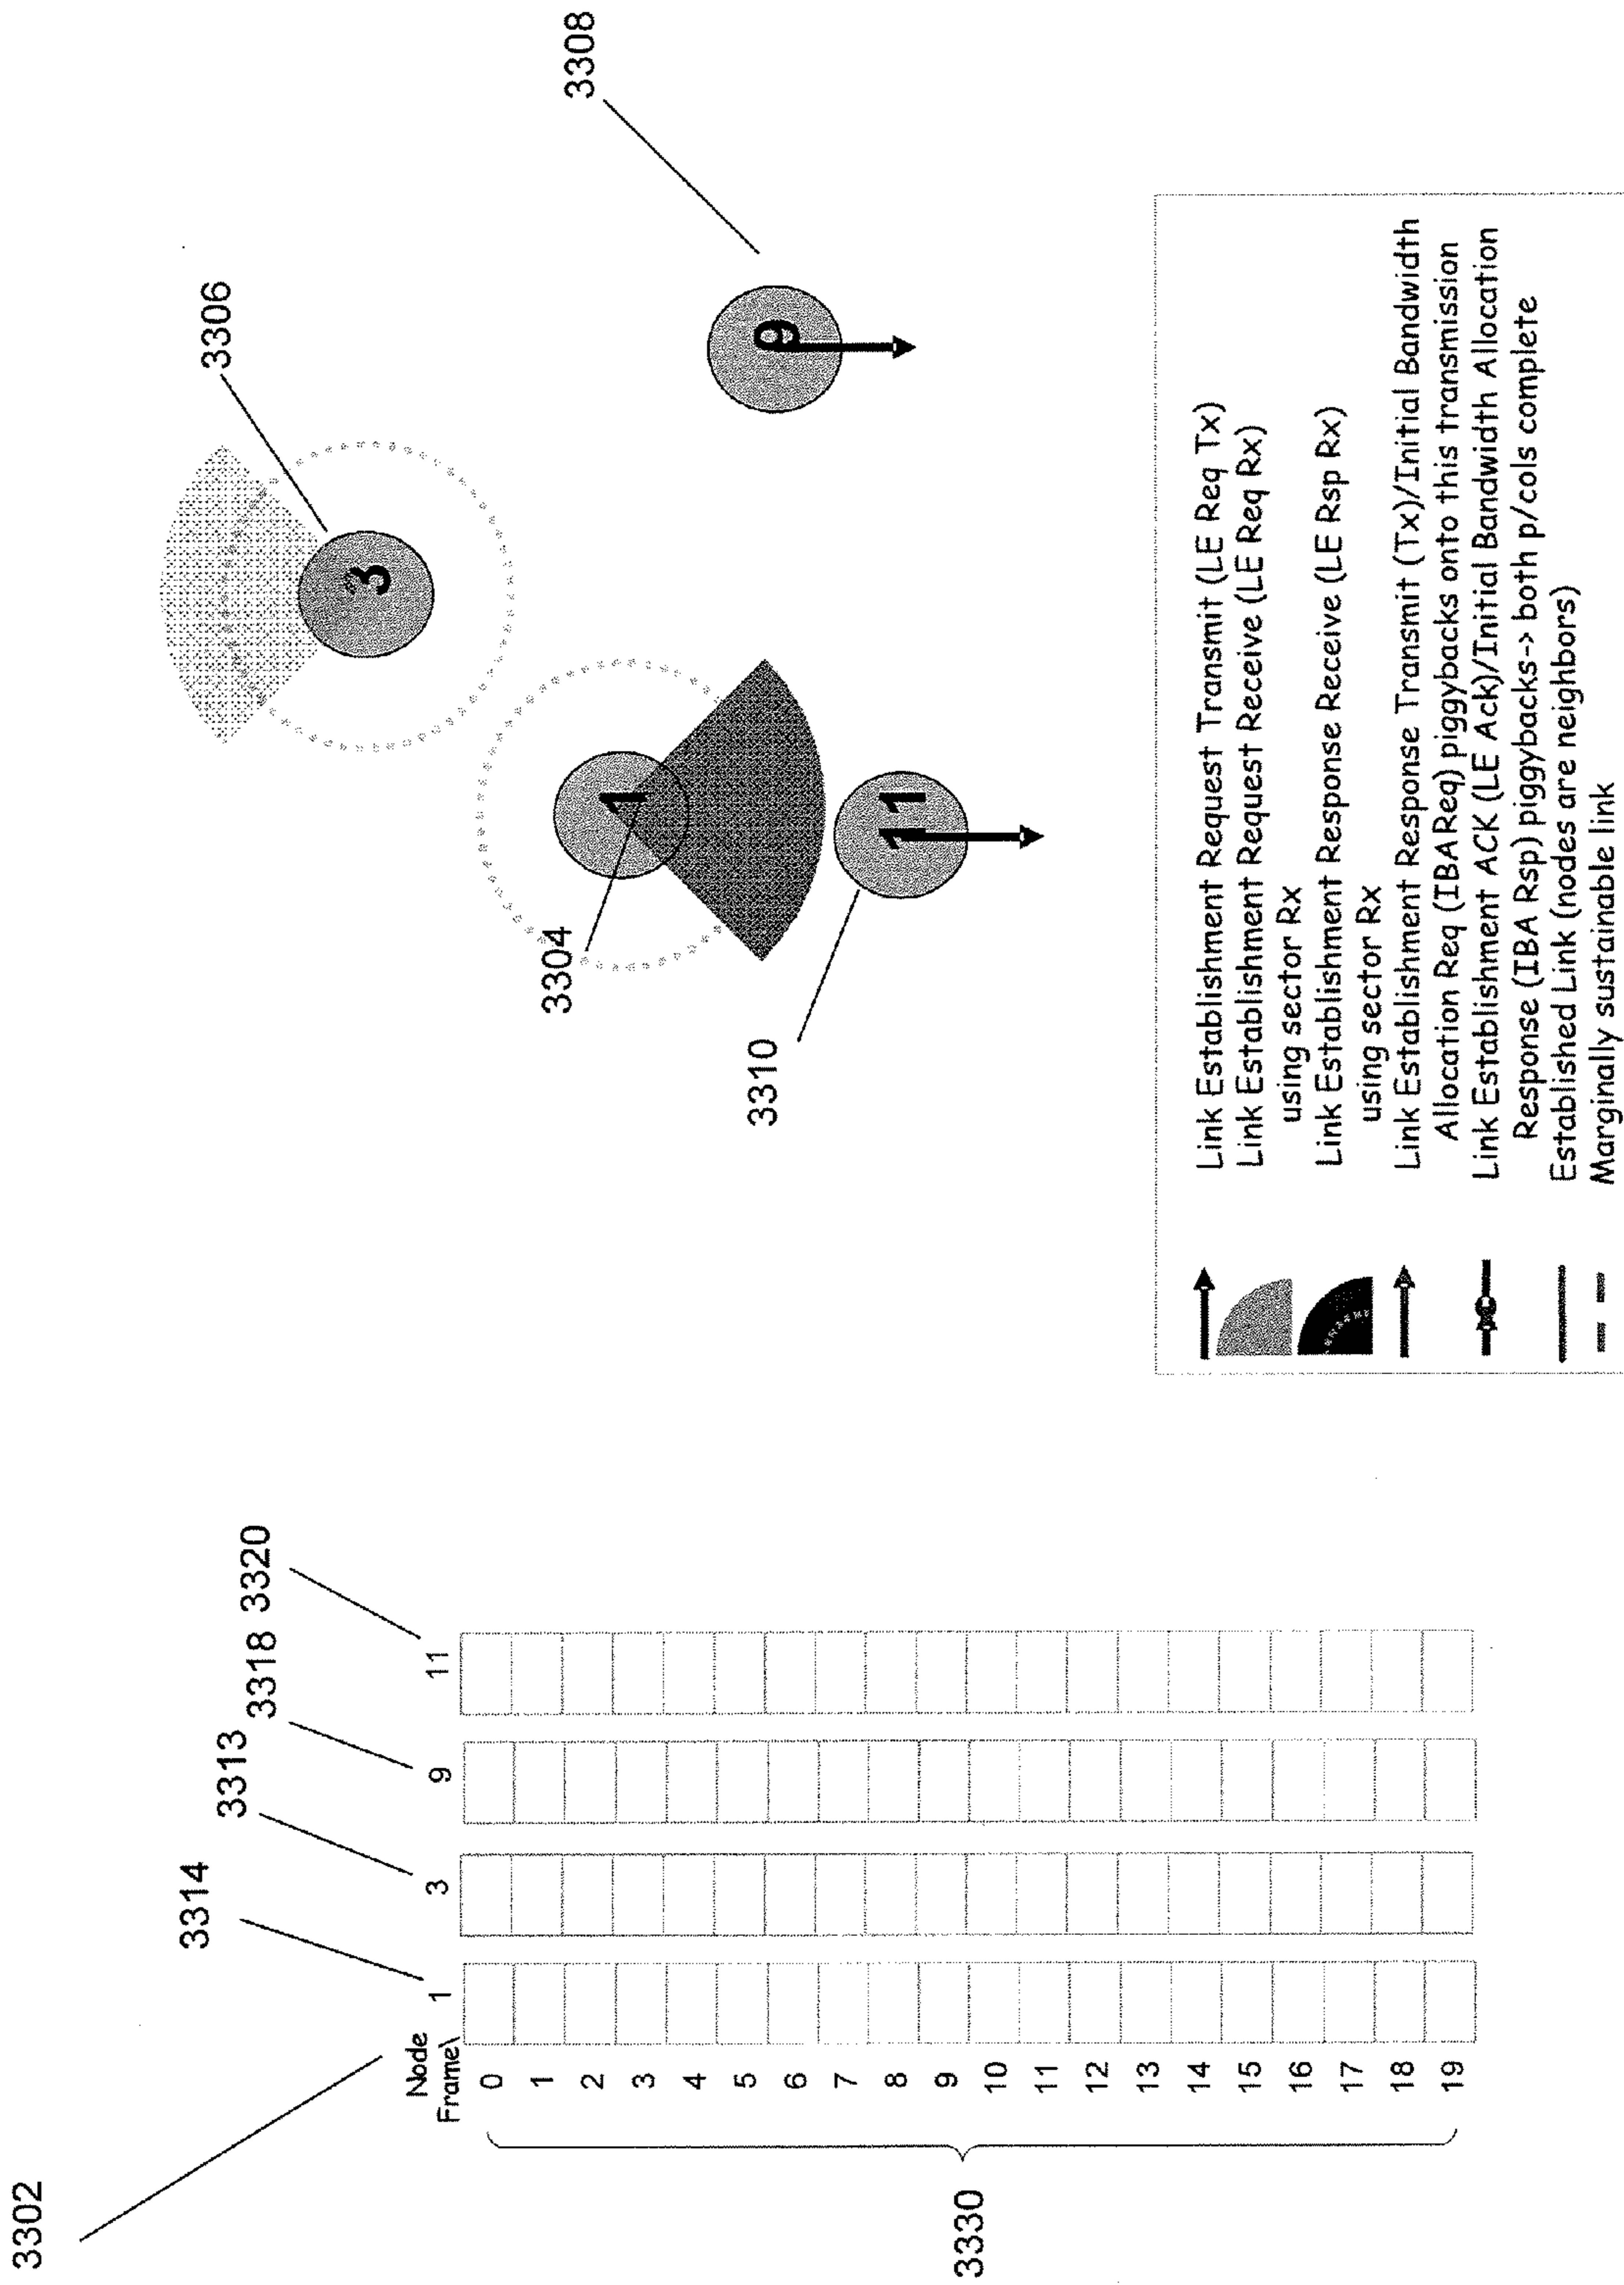 3302
3314
3313
3318
3320
Node
Frame\
1
3
9
11
0
1
2
3
4
5
6
7
8
9
10
11
12
13
14
15
16
17
18
19
3330
3306
3308
3304
3310
3
1
9
11
Link Establishment Request Transmit (LE Req Tx)
Link Establishment Request Receive (LE Req Rx)
using sector Rx
Link Establishment Response Receive (LE Rsp Rx)
using sector Rx
Link Establishment Response Transmit (Tx)/Initial Bandwidth
Allocation Req (IBA Req) piggybacks onto this transmission
Link Establishment ACK (LE Ack)/Initial Bandwidth Allocation
Response (IBA Rsp) piggybacks-> both p/cols complete
Established Link (nodes are neighbors)
Marginally sustainable link